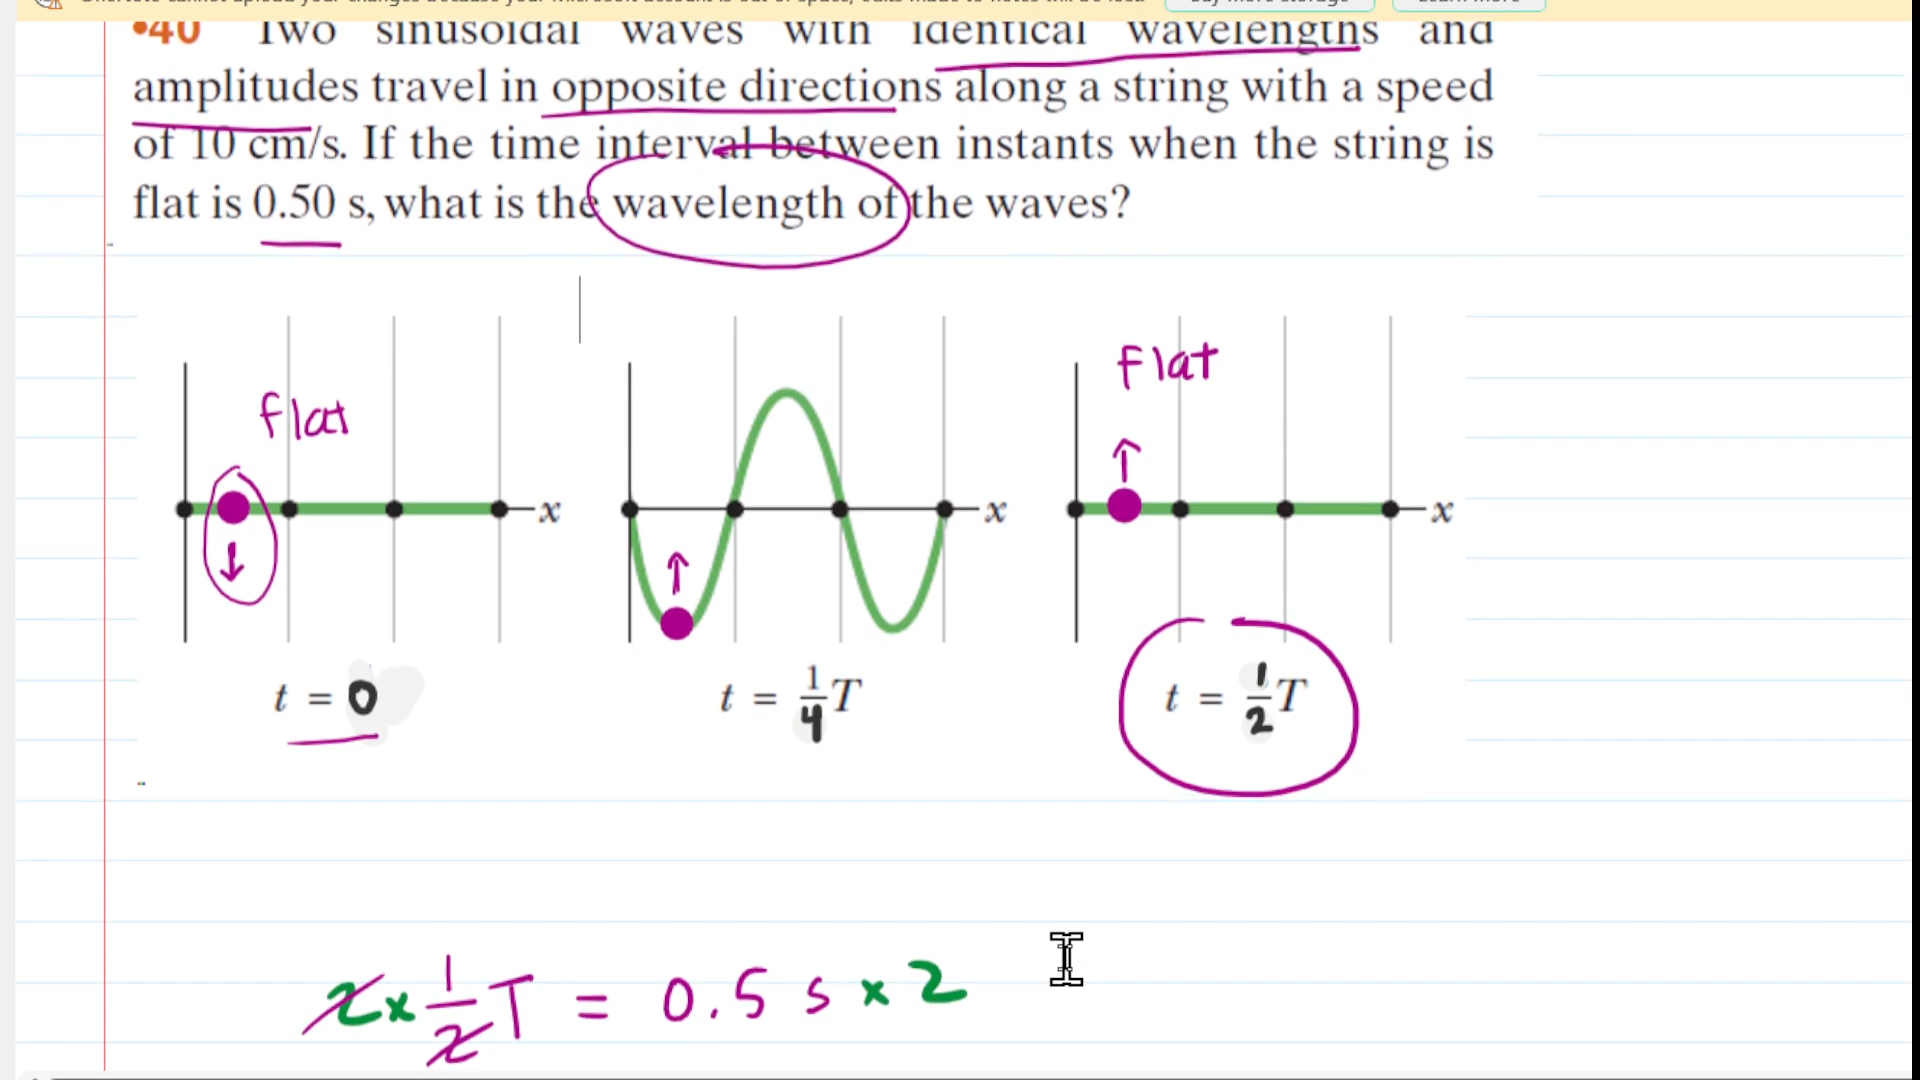 •40 Two sinusoidal waves with identical wavelengths and
amplitudes travel in opposite directions along a string with a speed
of 10 cm/s. If the time interval between instants when the string is
flat is 0.50 s, what is the wavelength of the waves?
flat
Flat
x
x
x
t = 0
t = 1/4 T
t = 1/2 T
2 × 1/2 T = 0.5 s × 2